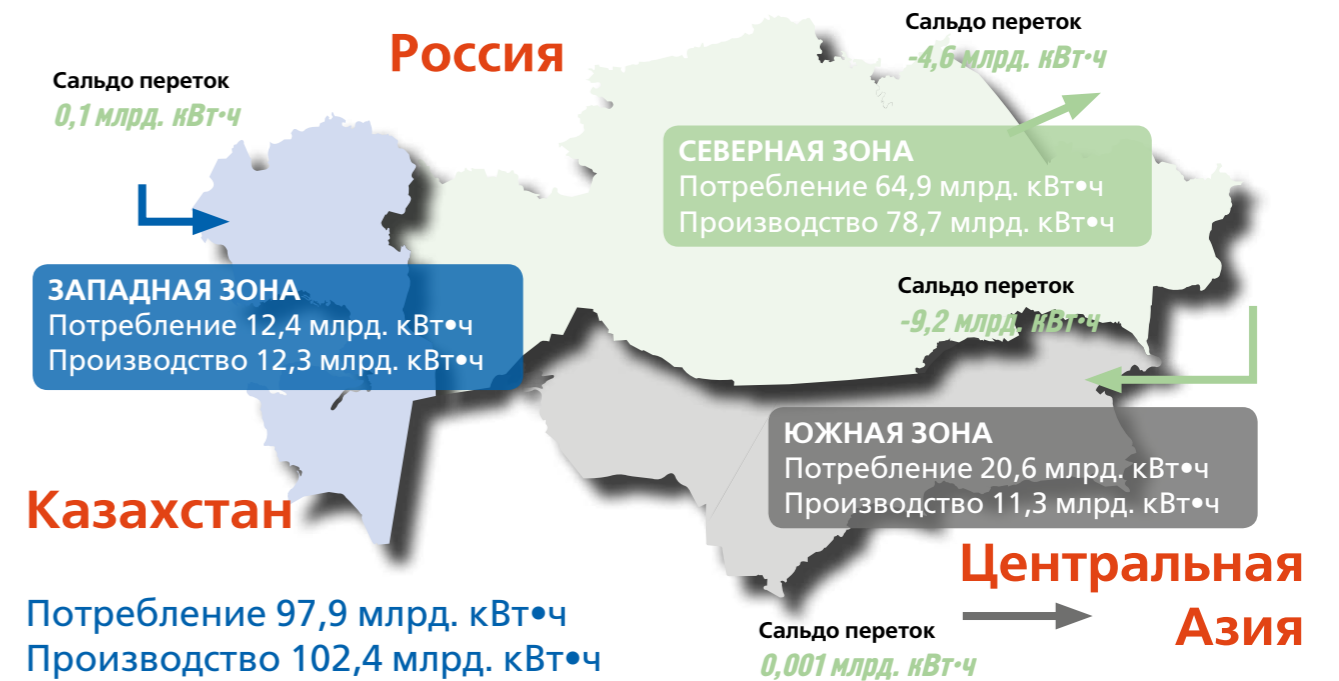 Россия
Сальдо переток
-4,6 млрд. кВт•ч
Сальдо переток
0,1 млрд. кВт•ч
СЕВЕРНАЯ ЗОНА
Потребление 64,9 млрд. кВт•ч
Производство 78,7 млрд. кВт•ч
ЗАПАДНАЯ ЗОНА
Потребление 12,4 млрд. кВт•ч
Производство 12,3 млрд. кВт•ч
Сальдо переток
-9,2 млрд. кВт•ч
ЮЖНАЯ ЗОНА
Потребление 20,6 млрд. кВт•ч
Производство 11,3 млрд. кВт•ч
Казахстан
Потребление 97,9 млрд. кВт•ч
Производство 102,4 млрд. кВт•ч
Центральная
Азия
Сальдо переток
0,001 млрд. кВт•ч